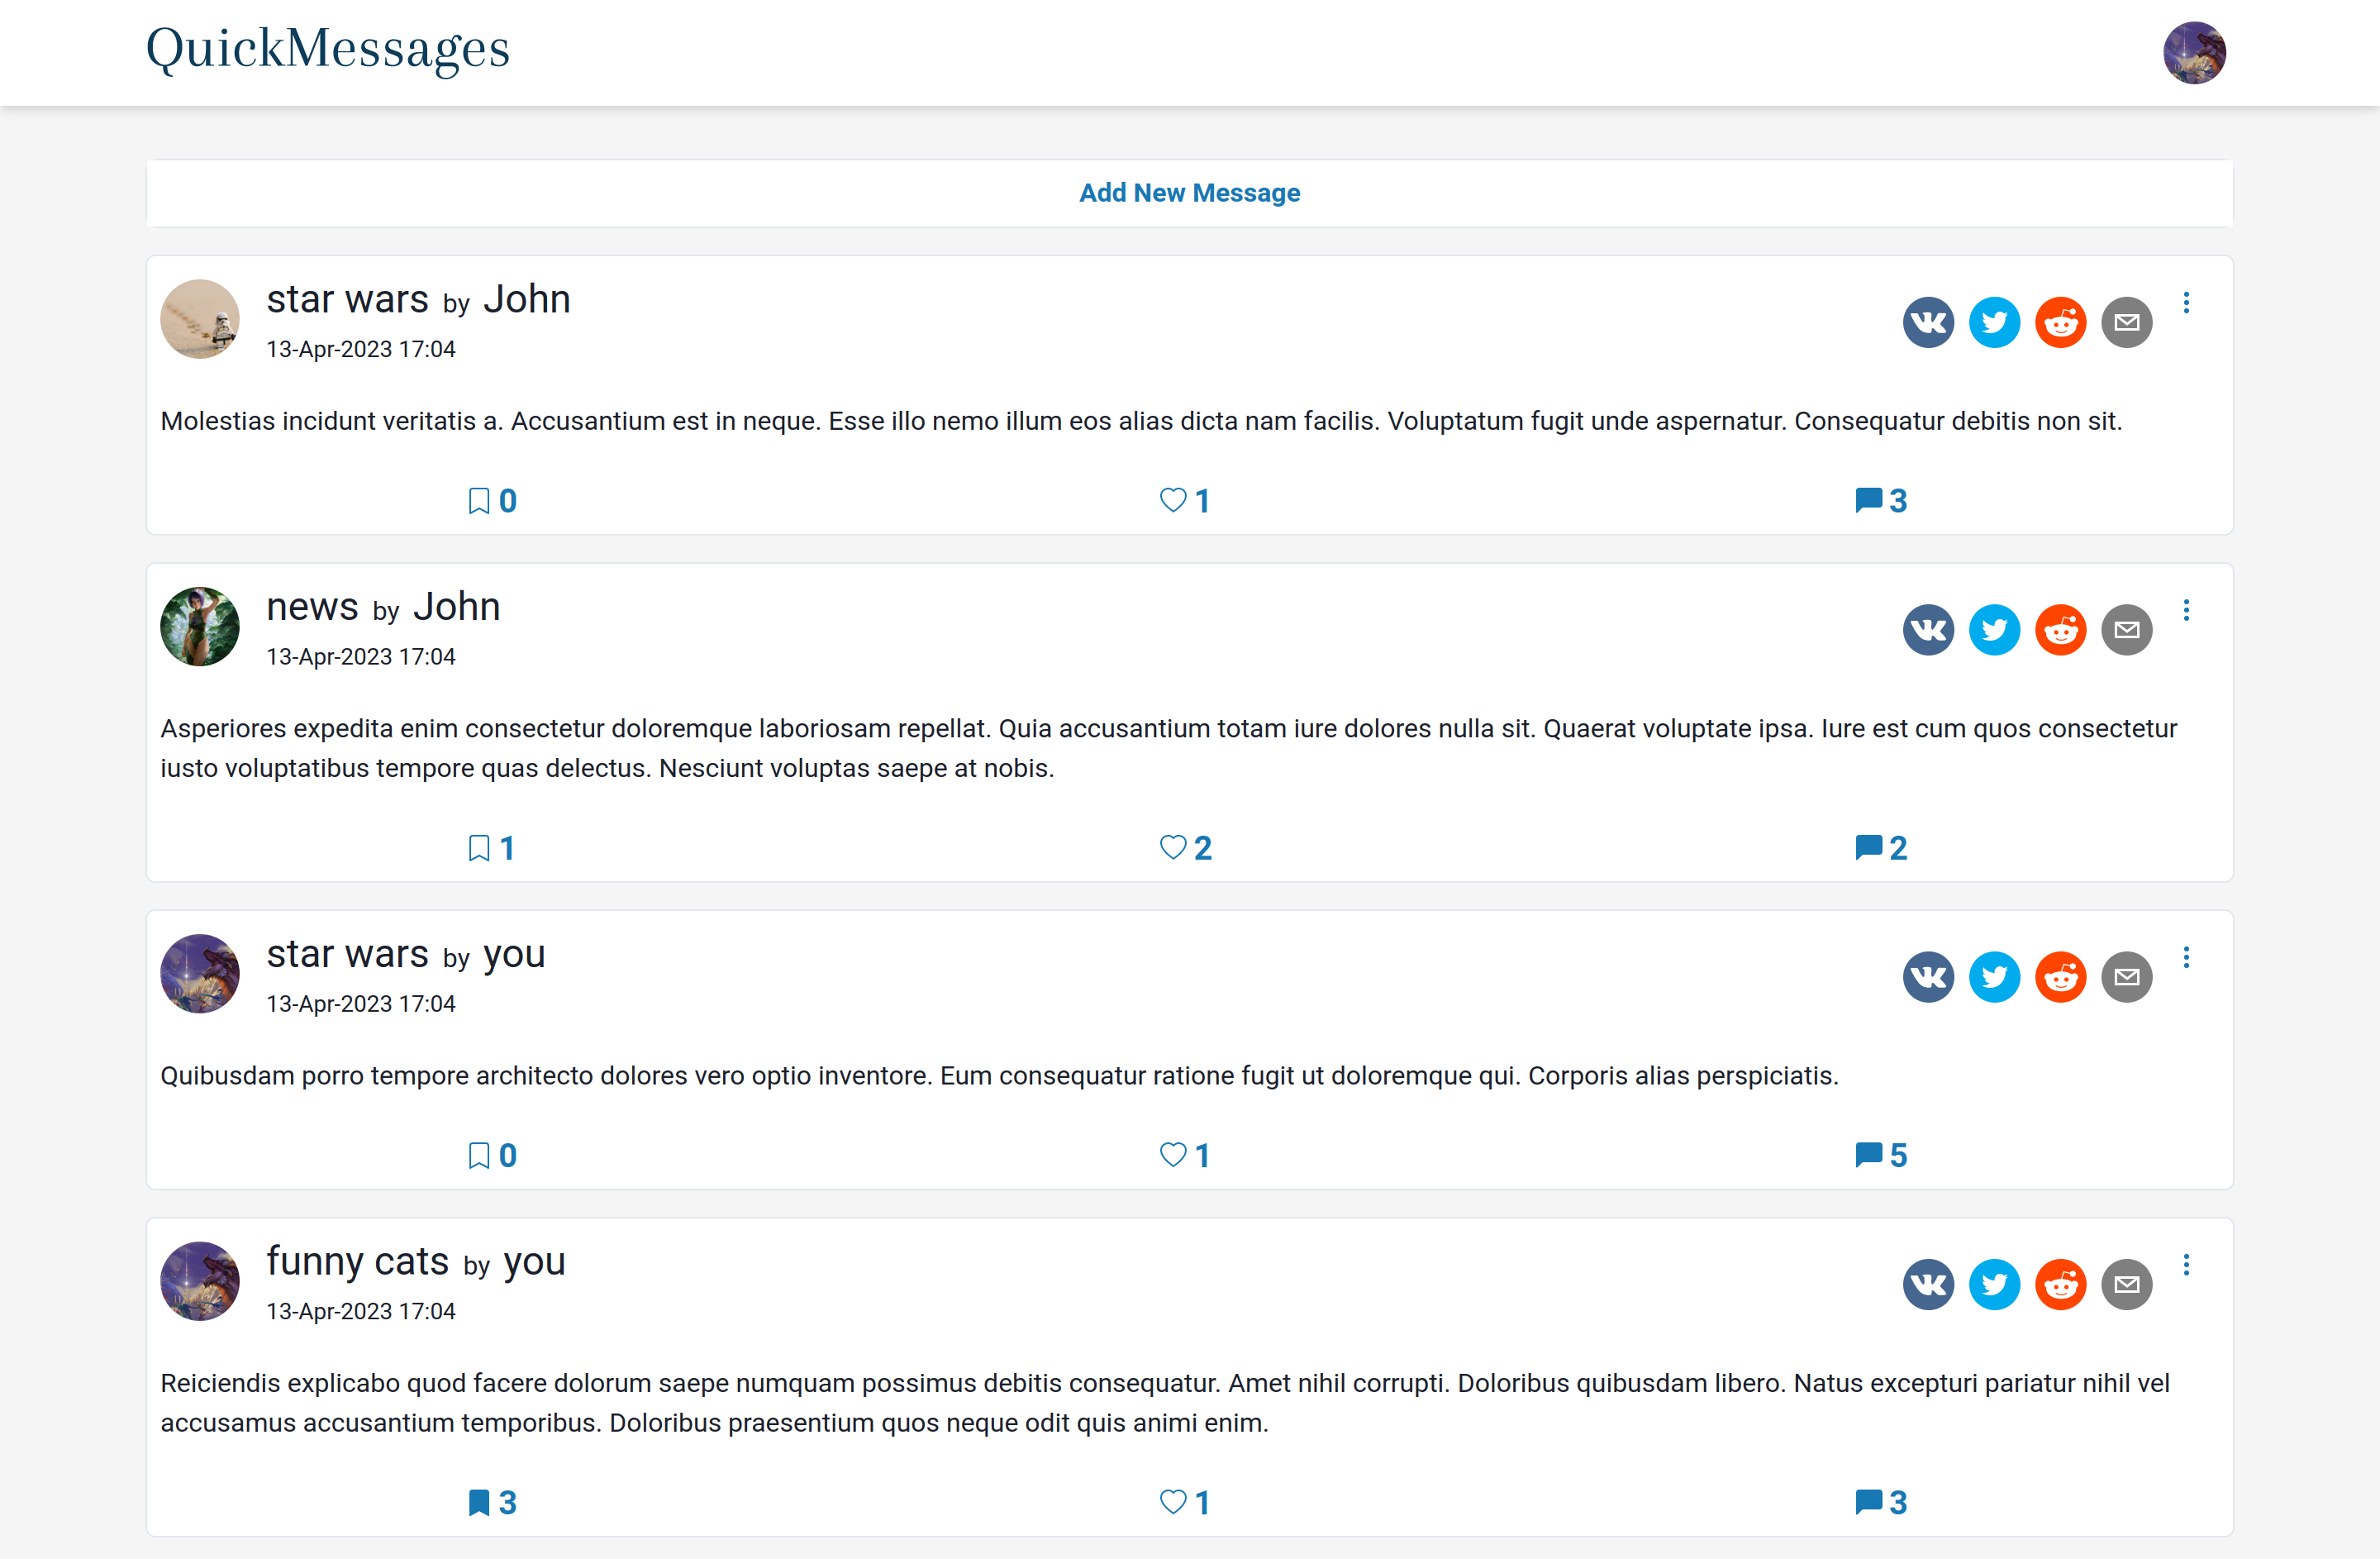 QuickMessages
Add New Message
star wars by John
13-Apr-2023 17:04
Molestias incidunt veritatis a. Accusantium est in neque. Esse illo nemo illum eos alias dicta nam facilis. Voluptatum fugit unde aspernatur. Consequatur debitis non sit.
0 1 3
news by John
13-Apr-2023 17:04
Asperiores expedita enim consectetur doloremque laboriosam repellat. Quia accusantium totam iure dolores nulla sit. Quaerat voluptate ipsa. Iure est cum quos consectetur
iusto voluptatibus tempore quas delectus. Nesciunt voluptas saepe at nobis.
1 2 2
star wars by you
13-Apr-2023 17:04
Quibusdam porro tempore architecto dolores vero optio inventore. Eum consequatur ratione fugit ut doloremque qui. Corporis alias perspiciatis.
0 1 5
funny cats by you
13-Apr-2023 17:04
Reiciendis explicabo quod facere dolorum saepe numquam possimus debitis consequatur. Amet nihil corrupti. Doloribus quibusdam libero. Natus excepturi pariatur nihil vel
accusamus accusantium temporibus. Doloribus praesentium quos neque odit quis animi enim.
3 1 3